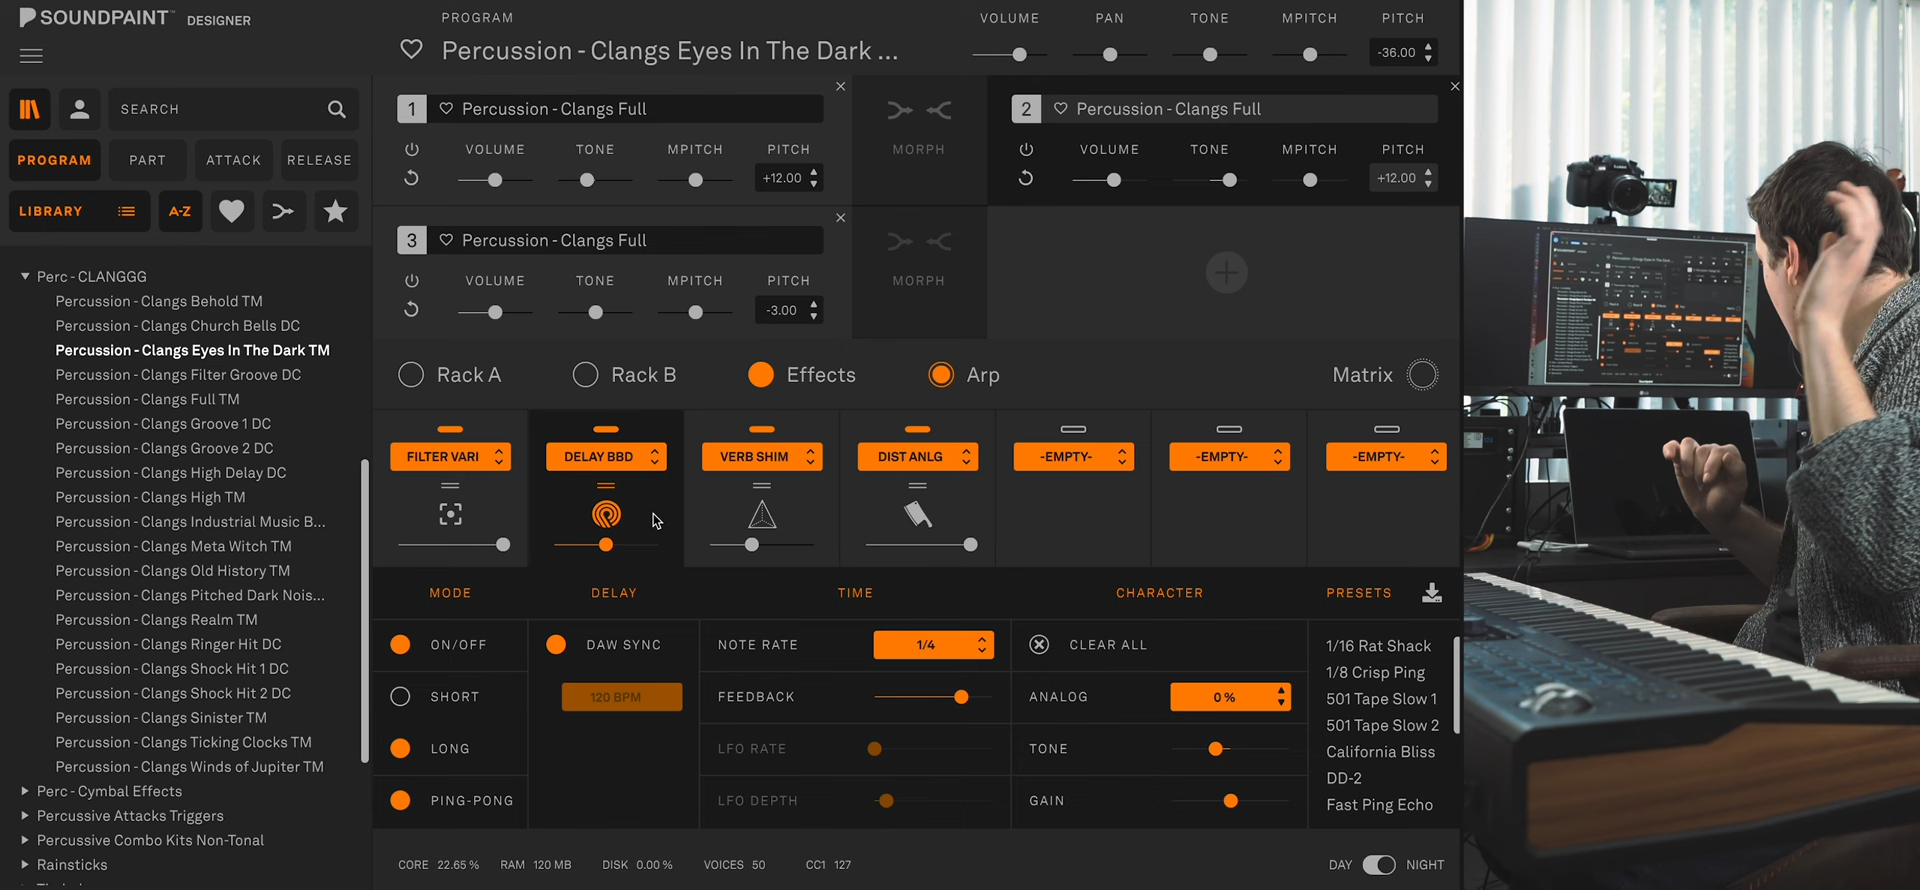 SOUNDPAINT™ DESIGNER
PROGRAM
Percussion - Clangs Eyes In The Dark ...
VOLUME PAN TONE MPITCH PITCH
-36.00
SEARCH
PROGRAM PART ATTACK RELEASE
LIBRARY A-Z
Perc - CLANGGG
Percussion - Clangs Behold TM
Percussion - Clangs Church Bells DC
Percussion - Clangs Eyes In The Dark TM
Percussion - Clangs Filter Groove DC
Percussion - Clangs Full TM
Percussion - Clangs Groove 1 DC
Percussion - Clangs Groove 2 DC
Percussion - Clangs High Delay DC
Percussion - Clangs High TM
Percussion - Clangs Industrial Music B...
Percussion - Clangs Meta Witch TM
Percussion - Clangs Old History TM
Percussion - Clangs Pitched Dark Nois...
Percussion - Clangs Realm TM
Percussion - Clangs Ringer Hit DC
Percussion - Clangs Shock Hit 1 DC
Percussion - Clangs Shock Hit 2 DC
Percussion - Clangs Sinister TM
Percussion - Clangs Ticking Clocks TM
Percussion - Clangs Winds of Jupiter TM
Perc - Cymbal Effects
Percussive Attacks Triggers
Percussive Combo Kits Non-Tonal
Rainsticks
1 Percussion - Clangs Full
VOLUME TONE MPITCH PITCH
+12.00
MORPH
2 Percussion - Clangs Full
VOLUME TONE MPITCH PITCH
+12.00
3 Percussion - Clangs Full
VOLUME TONE MPITCH PITCH
-3.00
MORPH
Rack A Rack B Effects Arp Matrix
FILTER VARI DELAY BBD VERB SHIM DIST ANLG -EMPTY- -EMPTY- -EMPTY-
MODE DELAY TIME CHARACTER PRESETS
ON/OFF
SHORT
LONG
PING-PONG
DAW SYNC
120 BPM
NOTE RATE 1/4
FEEDBACK
LFO RATE
LFO DEPTH
CLEAR ALL
ANALOG 0 %
TONE
GAIN
1/16 Rat Shack
1/8 Crisp Ping
501 Tape Slow 1
501 Tape Slow 2
California Bliss
DD-2
Fast Ping Echo
CORE 22.65 % RAM 120 MB DISK 0.00 % VOICES 50 CC1 127
DAY NIGHT